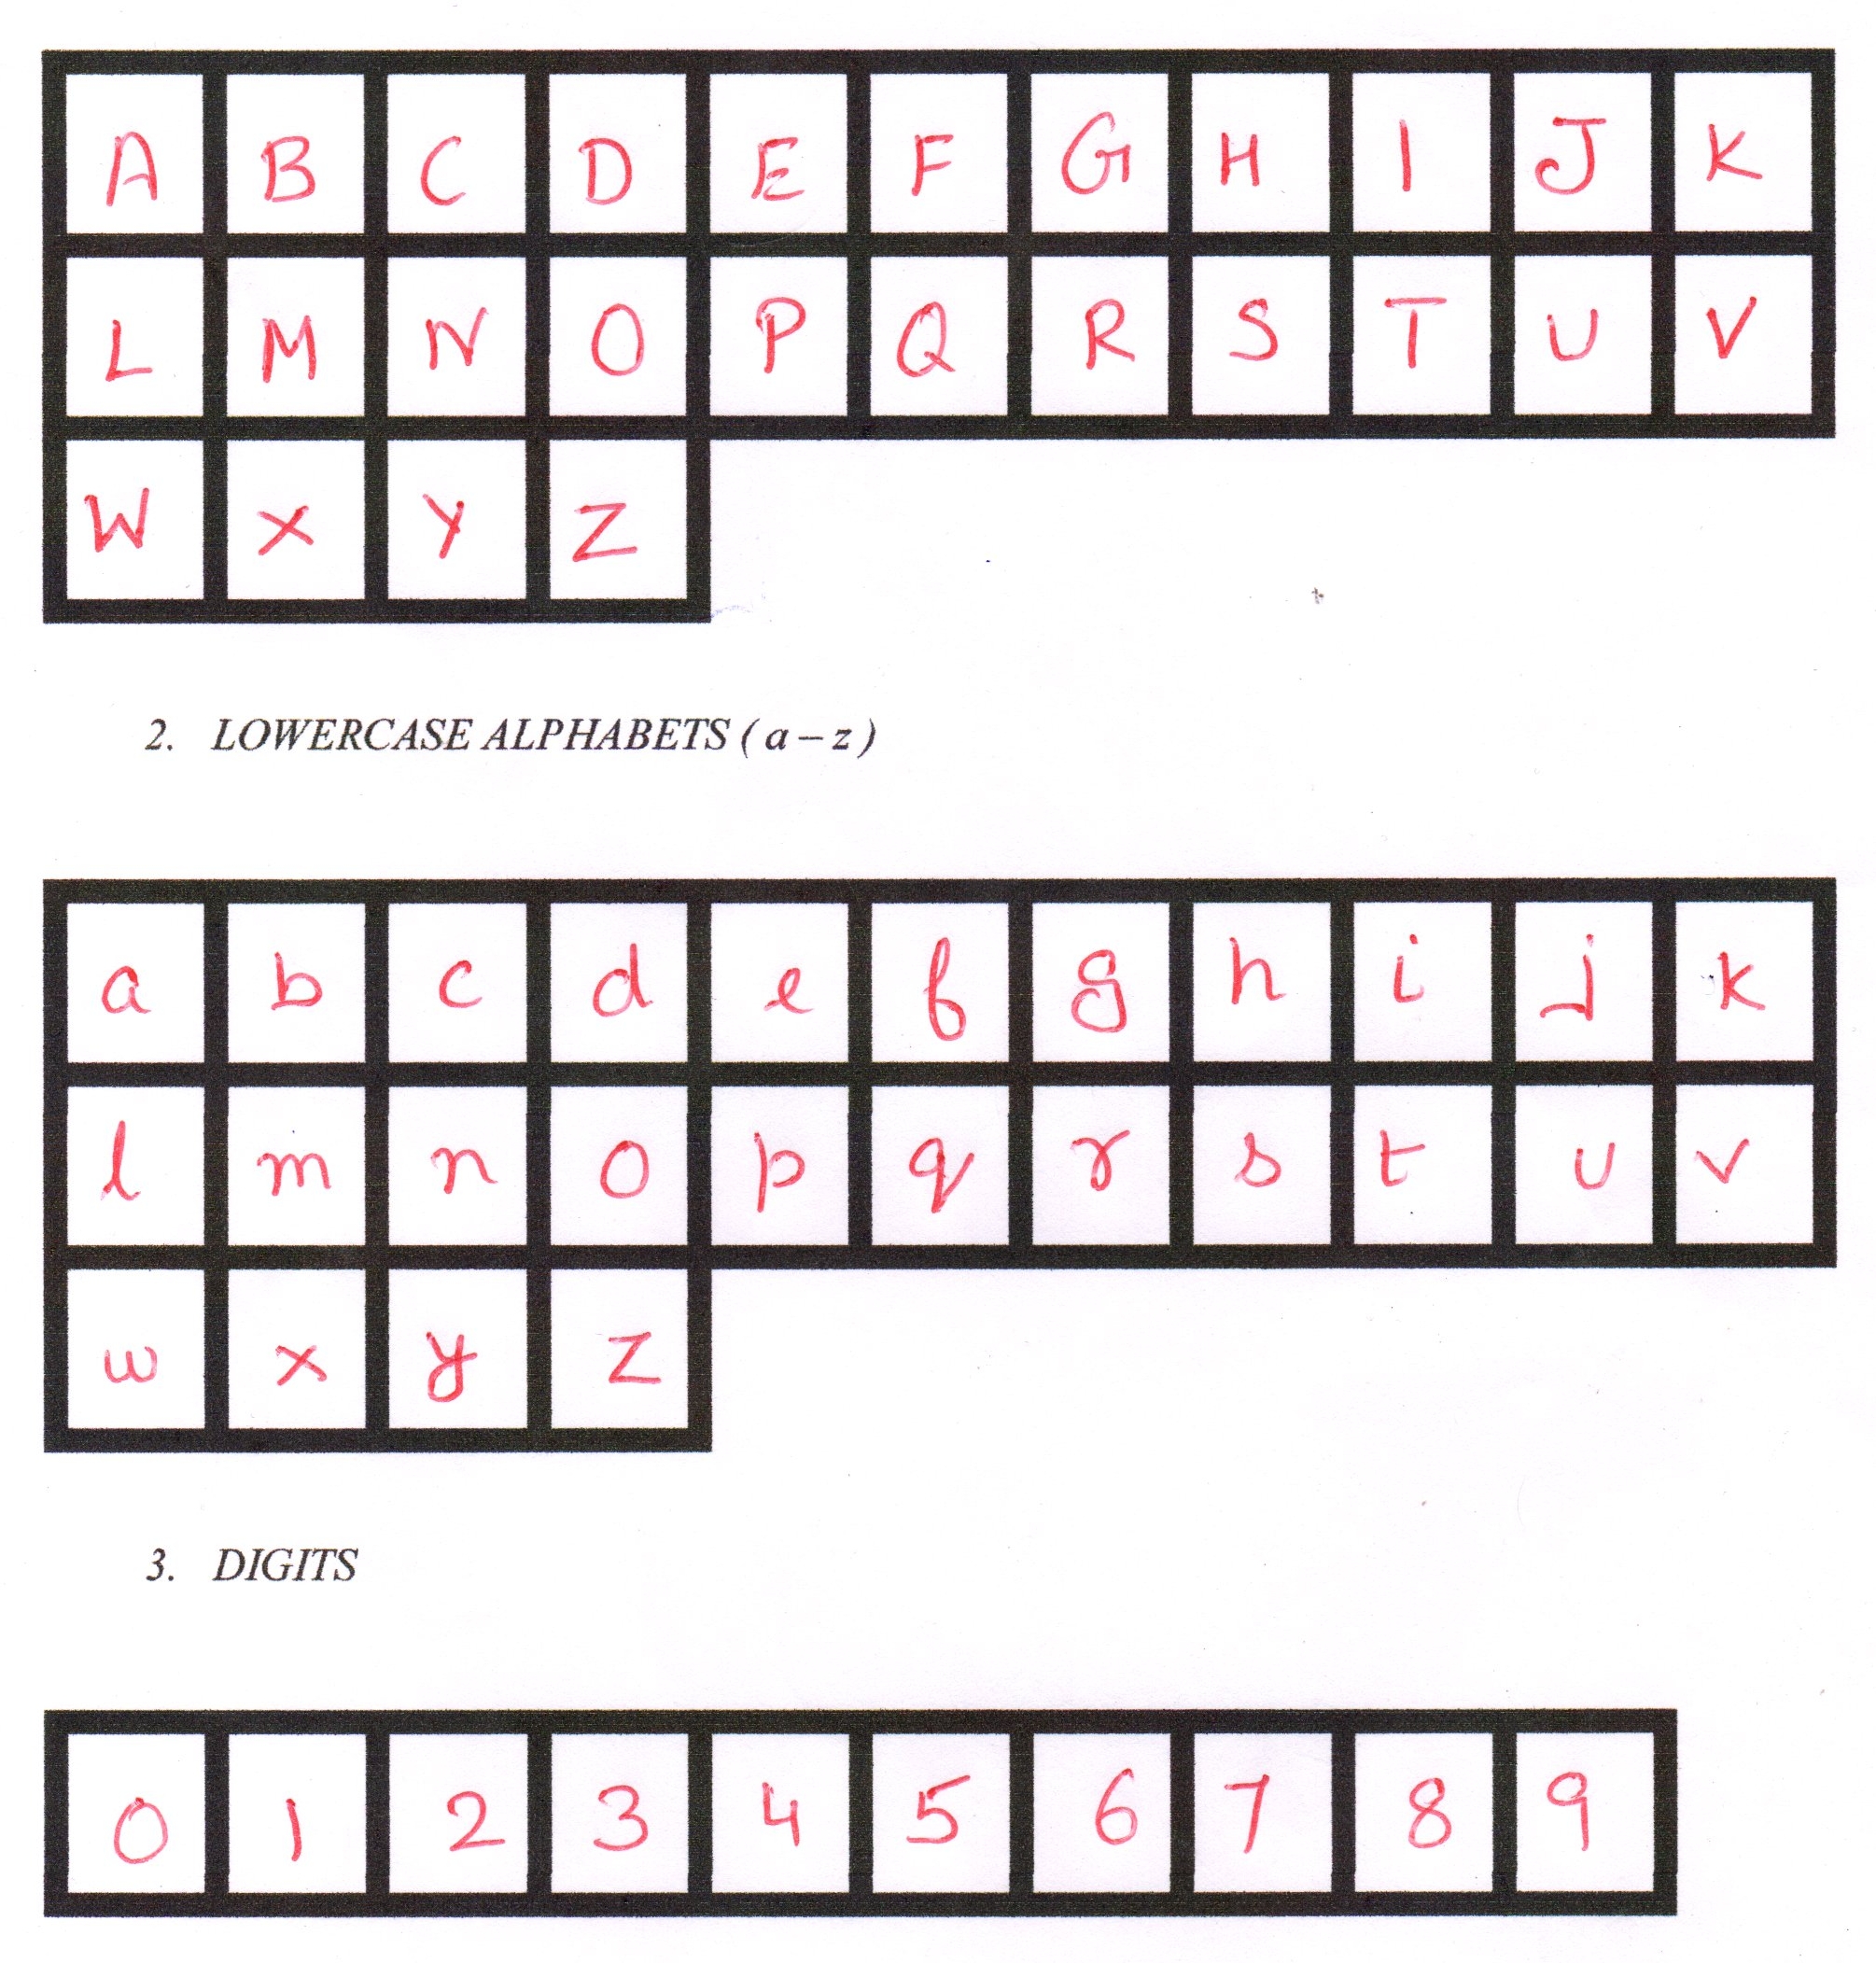 A B C D E F G H I J K
L M N O P Q R S T U V
W X Y Z
2. LOWERCASE ALPHABETS ( a – z )
a b c d e f g h i j k
l m n o p q r s t u v
w x y z
3. DIGITS
0 1 2 3 4 5 6 7 8 9